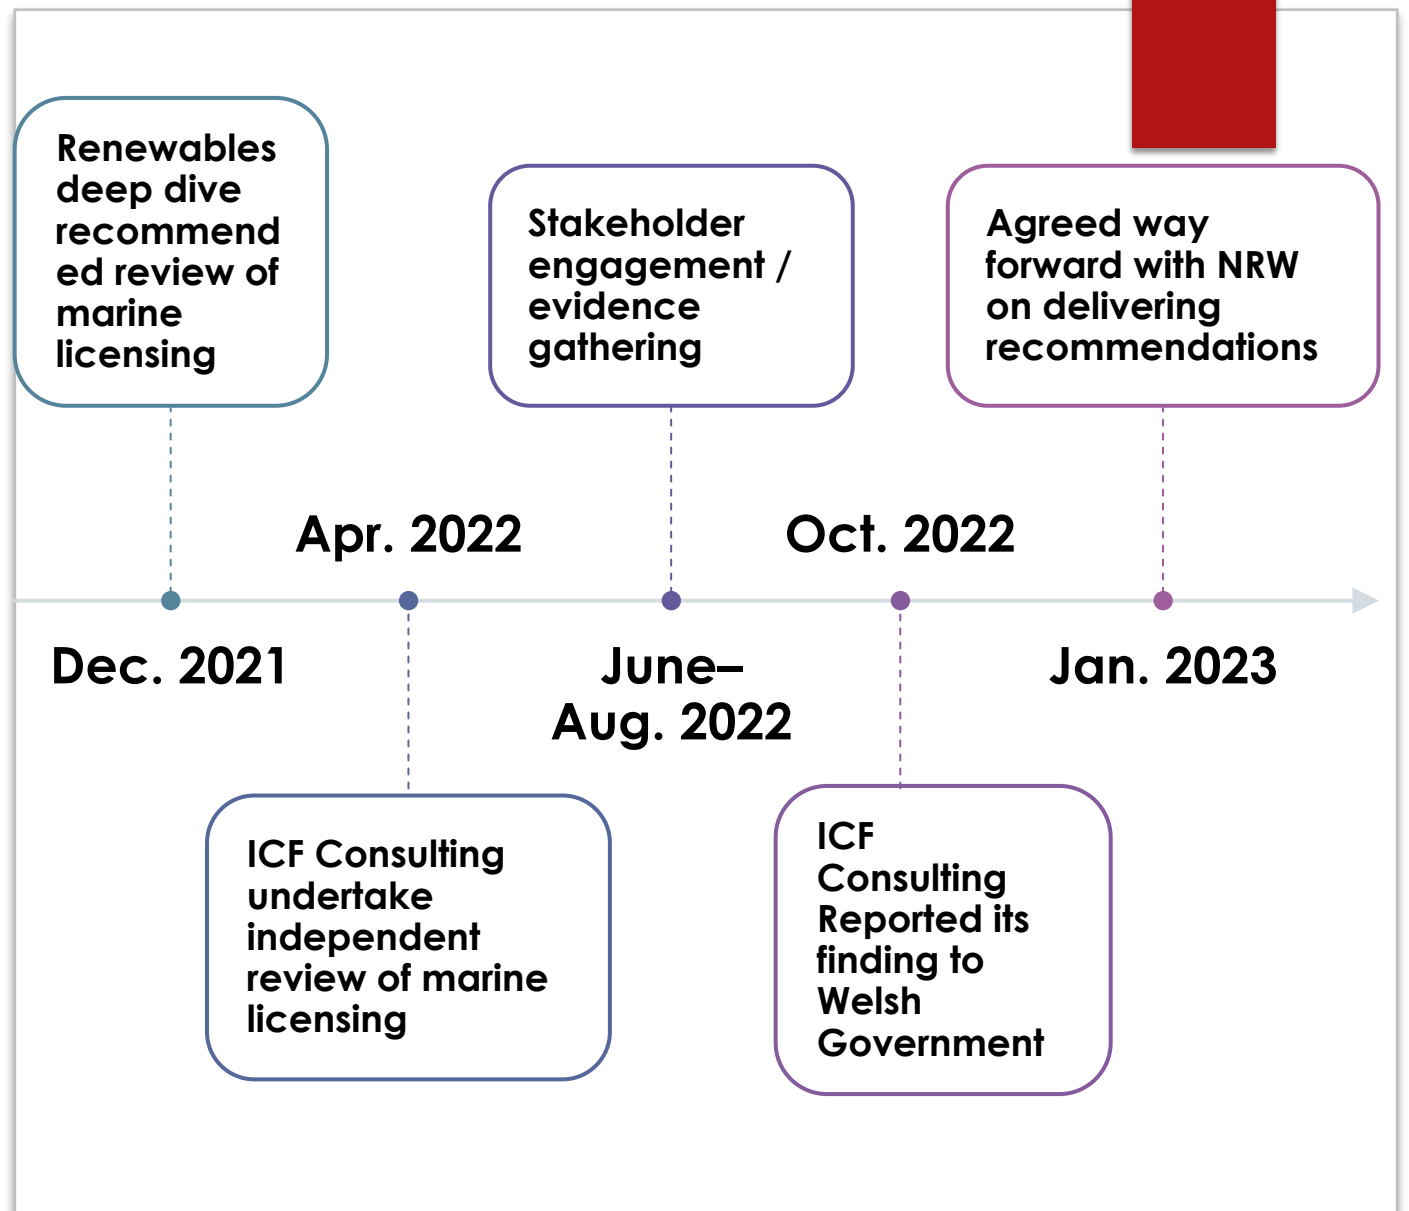 Renewables
deep dive
recommend
ed review of
marine
licensing
Stakeholder
engagement /
evidence
gathering
Agreed way
forward with NRW
on delivering
recommendations
Apr. 2022
Oct. 2022
Dec. 2021
June–
Aug. 2022
Jan. 2023
ICF Consulting
undertake
independent
review of marine
licensing
ICF
Consulting
Reported its
finding to
Welsh
Government